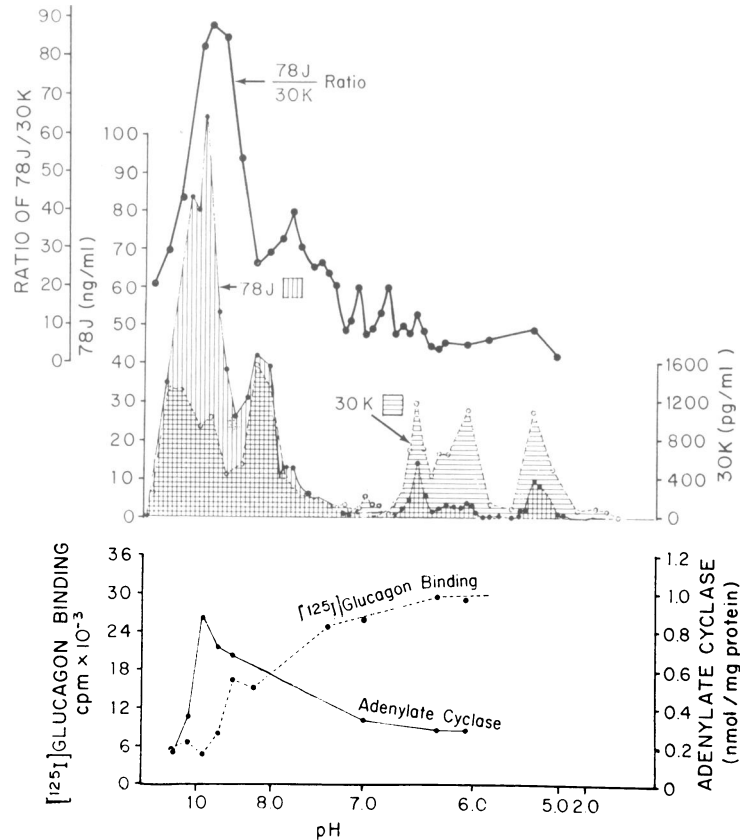 RATIO OF 78J/30K
90
80
70
60
50
40
30
20
10
0
78J (ng/ml)
100
90
80
70
60
50
40
30
20
10
0
78J
30K
Ratio
78J
30K
1600
1200
800
400
0
30K (pg/ml)
[125I]GLUCAGON BINDING
cpm x 10-3
36
30
24
18
12
6
0
[125I]Glucagon Binding
Adenylate Cyclase
1.2
1.0
0.8
0.6
0.4
0.2
0
ADENYLATE CYCLASE
(nmol/mg protein)
10 8.0 7.0 6.0 5.0 2.0
pH